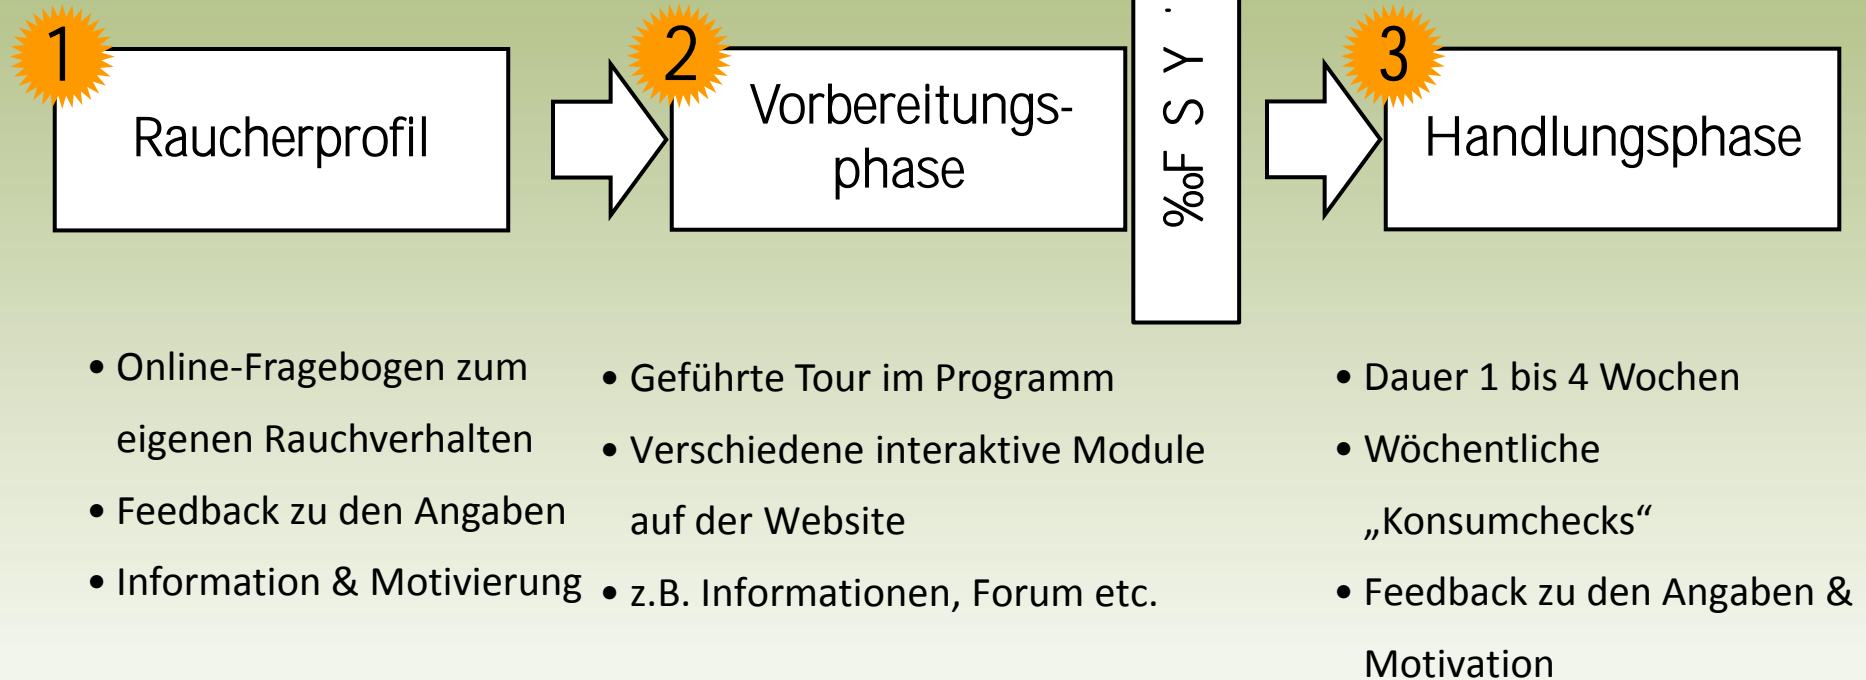 1
Raucherprofil
• Online-Fragebogen zum
eigenen Rauchverhalten
• Feedback zu den Angaben
• Information & Motivierung
2
Vorbereitungs-
phase
• Geführte Tour im Programm
• Verschiedene interaktive Module
auf der Website
• z.B. Informationen, Forum etc.
‰F S Y
3
Handlungsphase
• Dauer 1 bis 4 Wochen
• Wöchentliche
„Konsumchecks“
• Feedback zu den Angaben &
Motivation